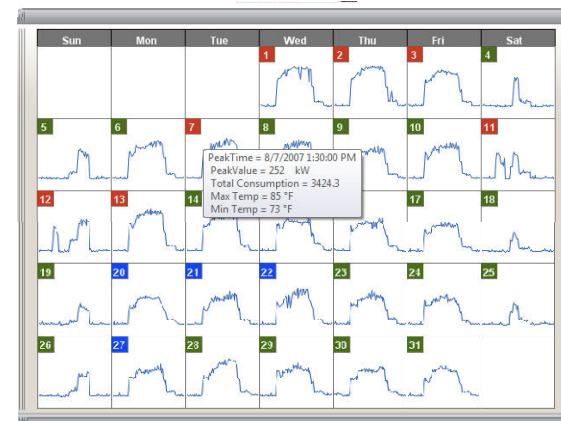 Sun Mon Tue Wed Thu Fri Sat
1 2 3 4
5 6 7 8 9 10 11
PeakTime = 8/7/2007 1:30:00 PM
PeakValue = 252 kW
Total Consumption = 3424.3
Max Temp = 85 °F
Min Temp = 73 °F
12 13 14 17 18
19 20 21 22 23 24 25
26 27 28 29 30 31